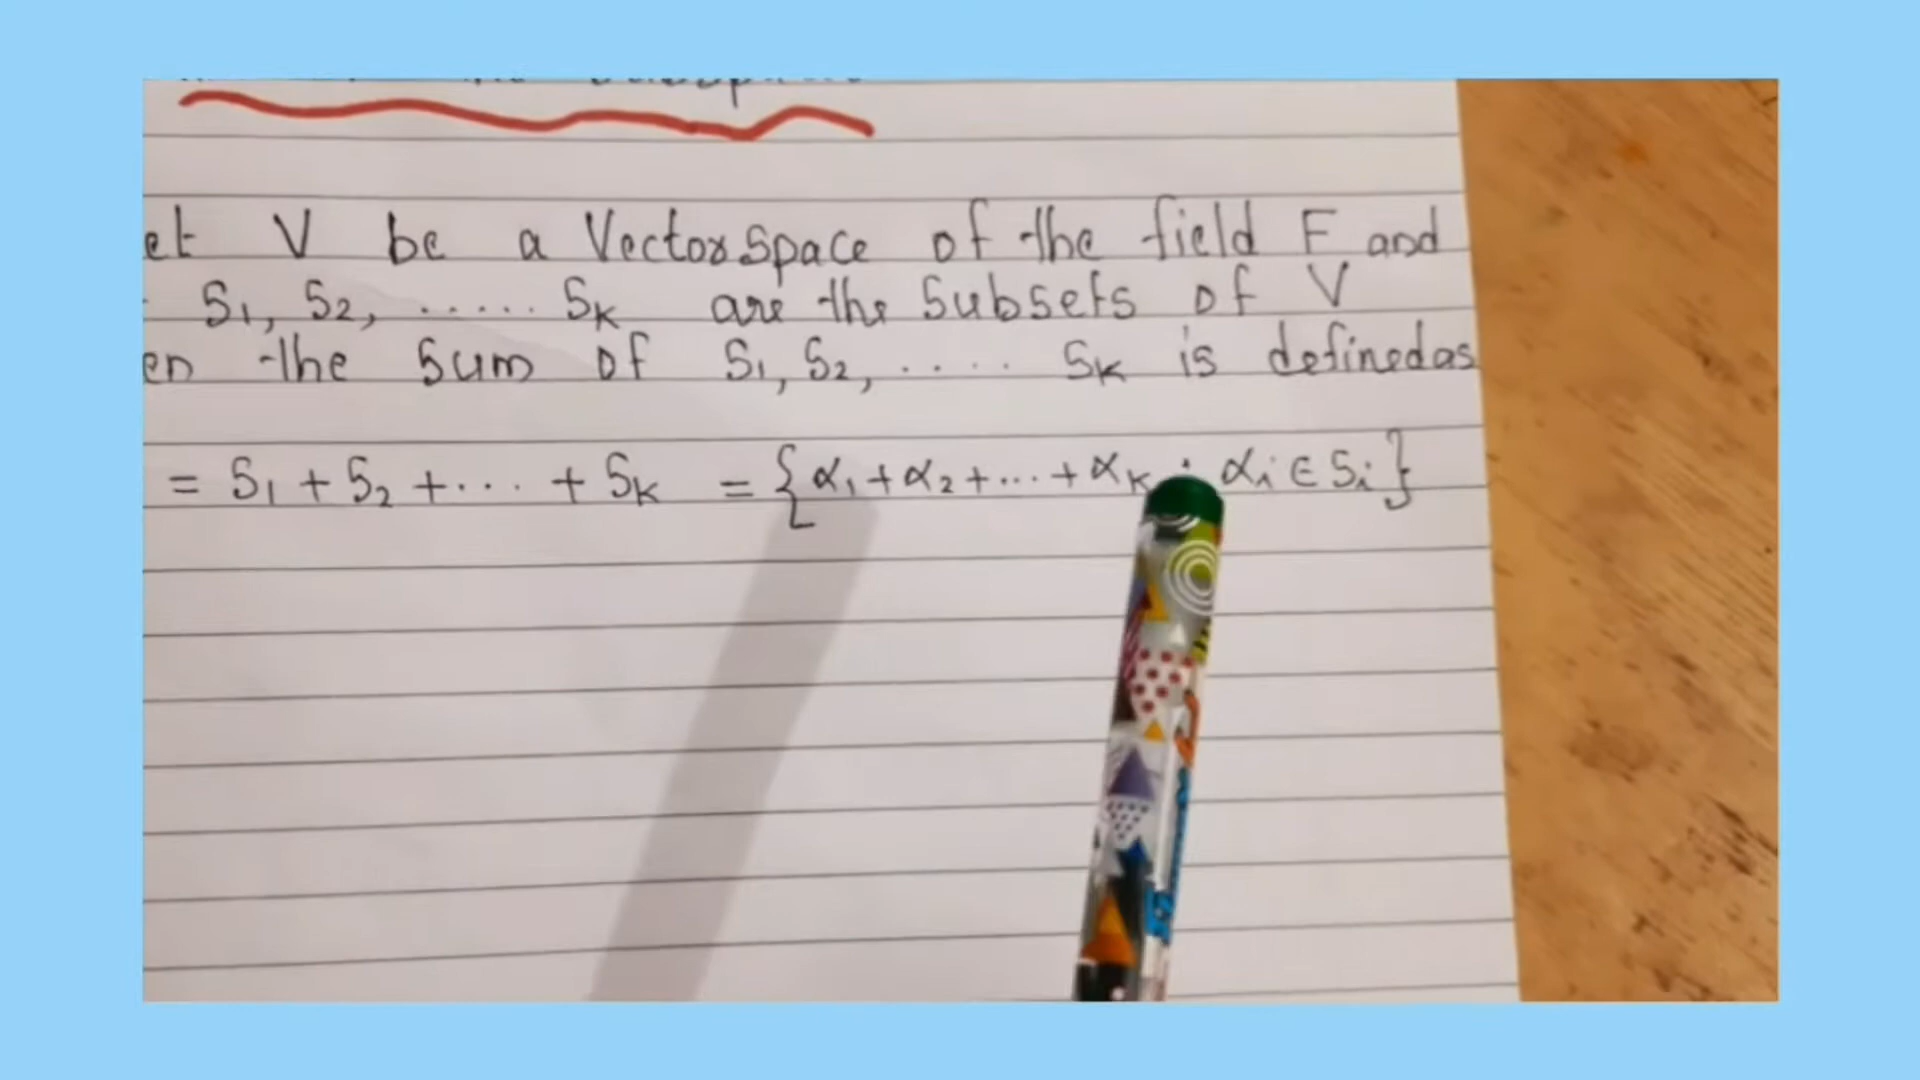 et V be a Vectorspace of the field F and
S1, S2, ..... SK are the Subsets of V
en the Sum of S1, S2, .... SK is definedas
= S1 + S2 + ... + SK = {α1 + α2 + ... + αK : αi ∈ Si}